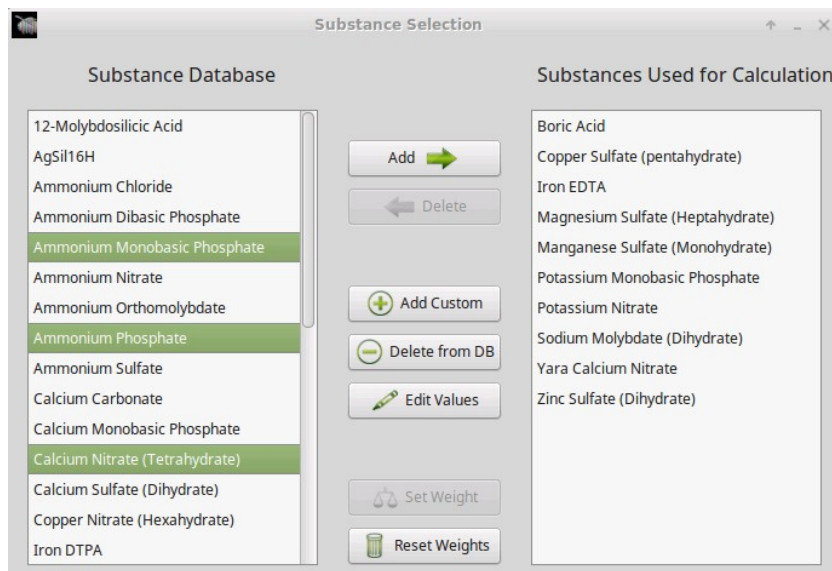 Substance Selection
Substance Database
Substances Used for Calculation
12-Molybdosilicic Acid
AgSil16H
Ammonium Chloride
Ammonium Dibasic Phosphate
Ammonium Monobasic Phosphate
Ammonium Nitrate
Ammonium Orthomolybdate
Ammonium Phosphate
Ammonium Sulfate
Calcium Carbonate
Calcium Monobasic Phosphate
Calcium Nitrate (Tetrahydrate)
Calcium Sulfate (Dihydrate)
Copper Nitrate (Hexahydrate)
Iron DTPA
Add
Delete
Add Custom
Delete from DB
Edit Values
Set Weight
Reset Weights
Boric Acid
Copper Sulfate (pentahydrate)
Iron EDTA
Magnesium Sulfate (Heptahydrate)
Manganese Sulfate (Monohydrate)
Potassium Monobasic Phosphate
Potassium Nitrate
Sodium Molybdate (Dihydrate)
Yara Calcium Nitrate
Zinc Sulfate (Dihydrate)